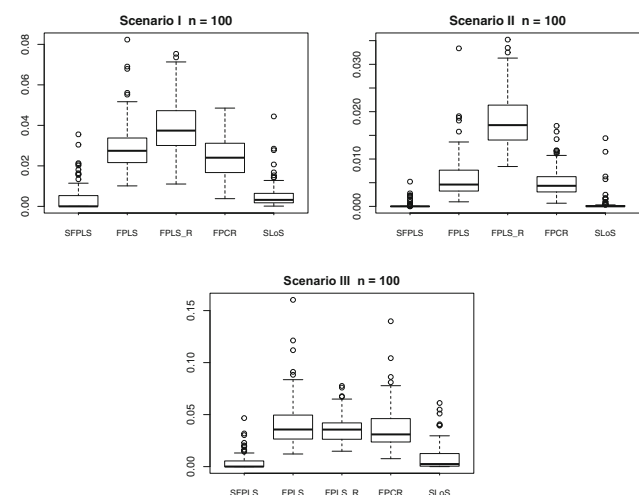 Scenario I n = 100
0.08
0.06
0.04
0.02
0.00
SFPLS FPLS FPLS_R FPCR SLoS
Scenario II n = 100
0.030
0.020
0.010
0.000
SFPLS FPLS FPLS_R FPCR SLoS
Scenario III n = 100
0.15
0.10
0.05
0.00
SFPLS FPLS FPLS_R FPCR SLoS